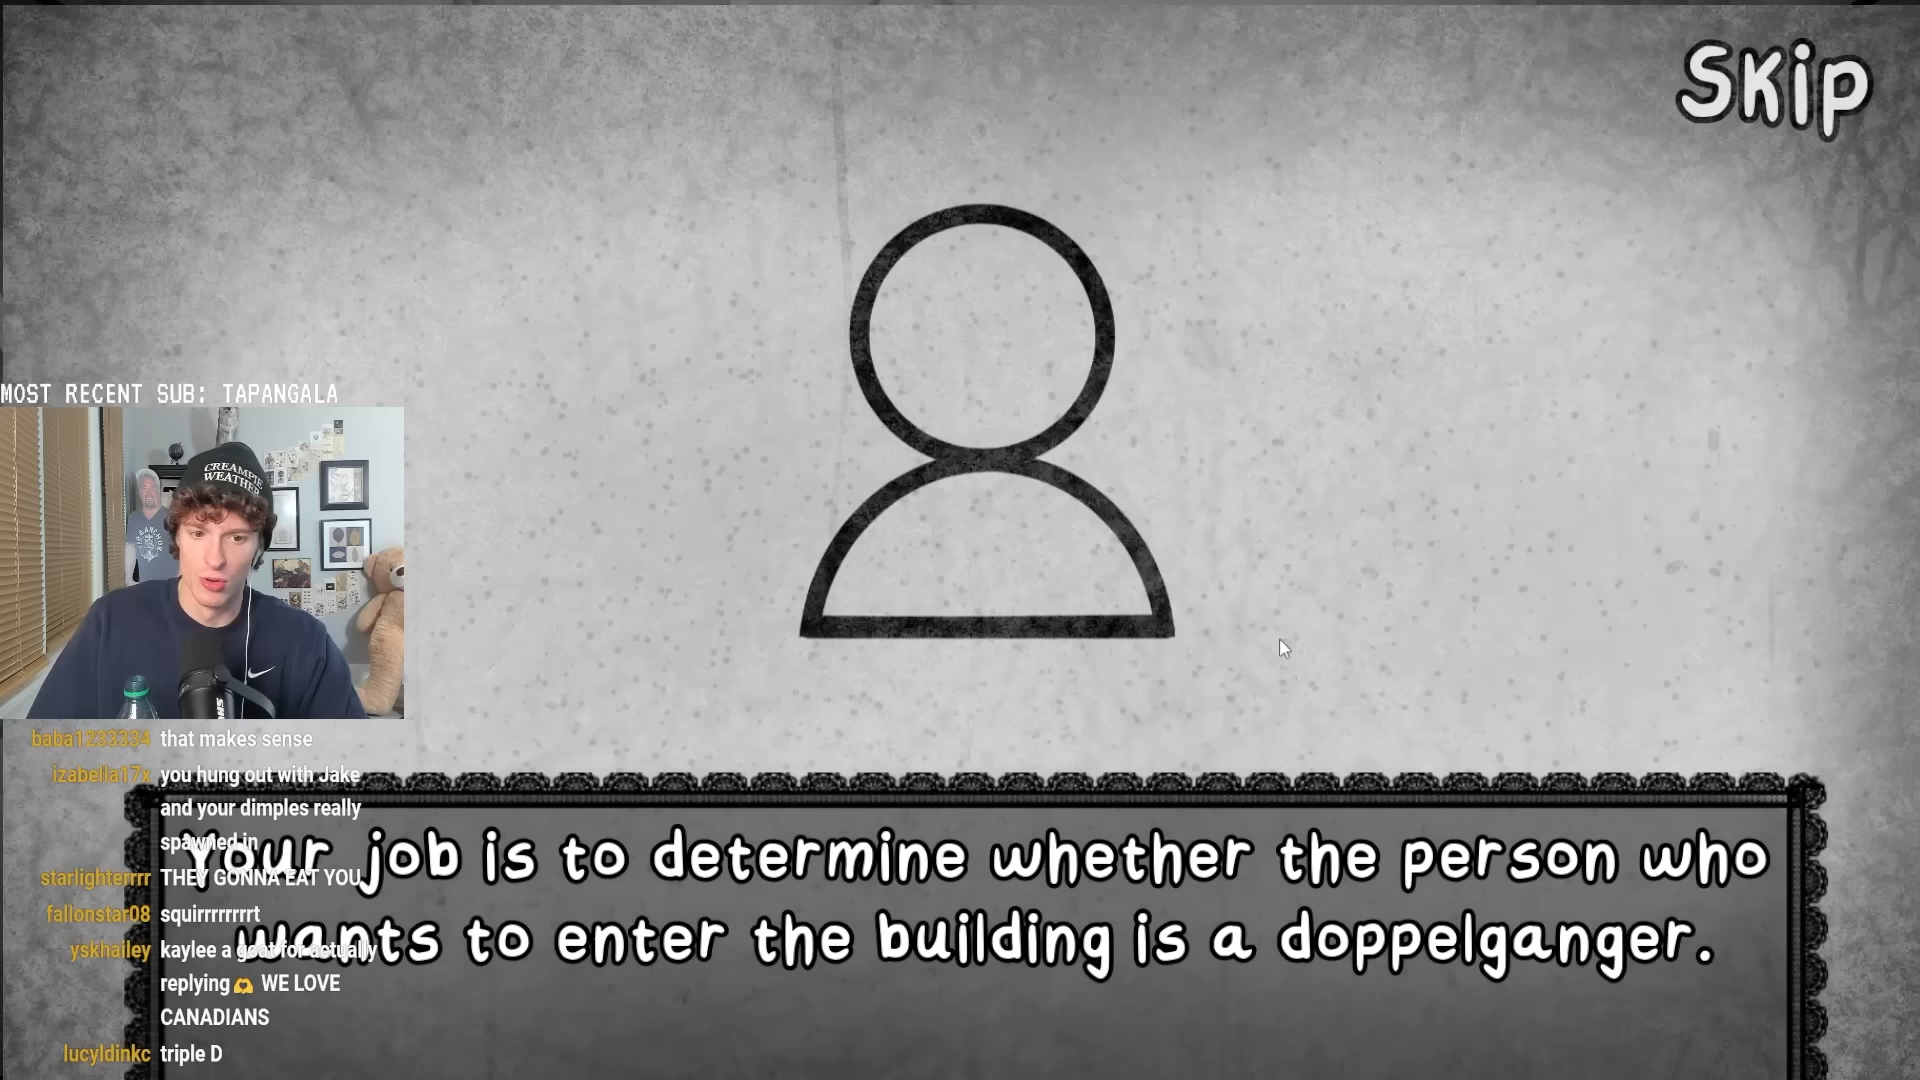 Skip
MOST RECENT SUB: TAPANGALA
CREAMPIE
WEATHER
baba1233334 that makes sense
izabella17x you hung out with Jake
and your dimples really
spawned in
starlighterrrr THEY GONNA EAT YOU
fallonstar08 squirrrrrrrrt
yskhailey kaylee a goat for actually
replying🫶 WE LOVE
CANADIANS
lucyldinkc triple D
Your job is to determine whether the person who
wants to enter the building is a doppelganger.